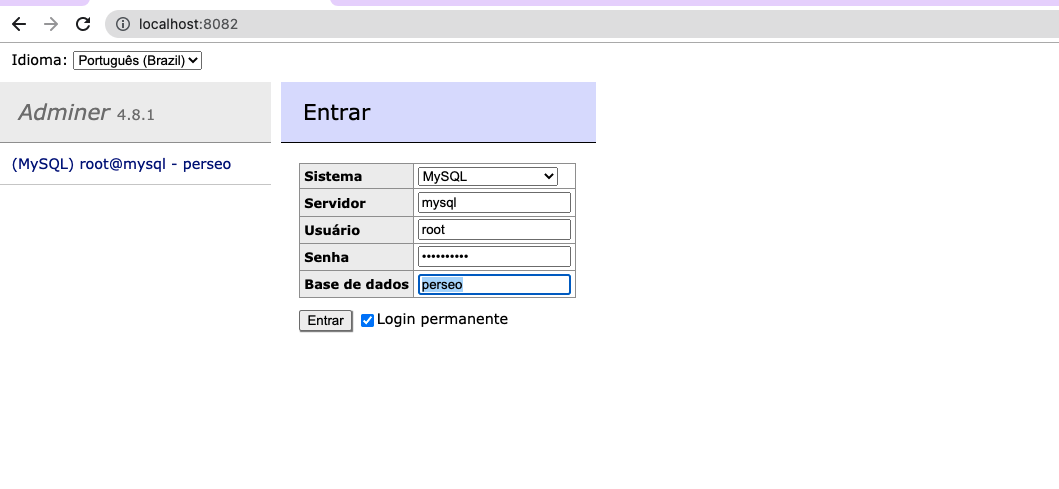 localhost:8082
Idioma: Português (Brazil)
Adminer 4.8.1
(MySQL) root@mysql - perseo
Entrar
Sistema MySQL
Servidor mysql
Usuário root
Senha ••••••••••
Base de dados perseo
Entrar Login permanente